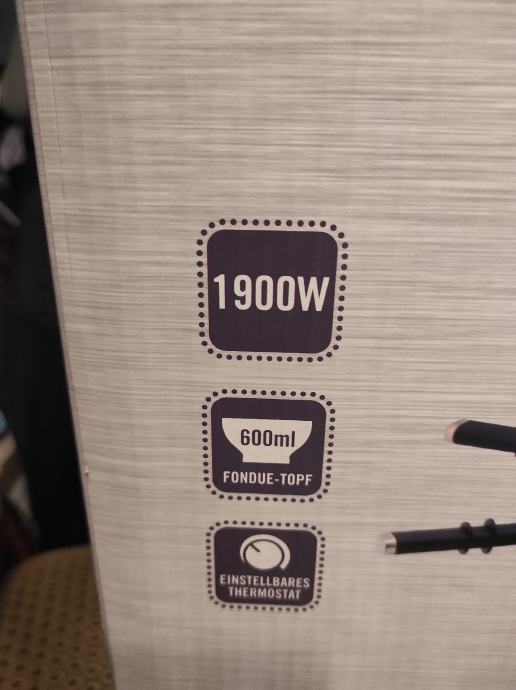 1900W
600ml
FONDUE-TOPF
EINSTELLBARES
THERMOSTAT